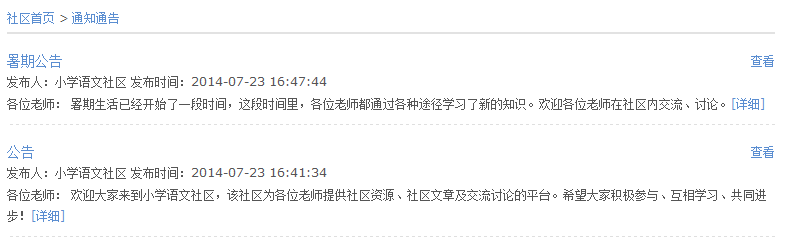 社区首页 > 通知通告
暑期公告 查看
发布人：小学语文社区 发布时间：2014-07-23 16:47:44
各位老师： 暑期生活已经开始了一段时间，这段时间里，各位老师都通过各种途径学习了新的知识。欢迎各位老师在社区内交流、讨论。[详细]
公告 查看
发布人：小学语文社区 发布时间：2014-07-23 16:41:34
各位老师： 欢迎大家来到小学语文社区，该社区为各位老师提供社区资源、社区文章及交流讨论的平台。希望大家积极参与、互相学习、共同进
步！[详细]